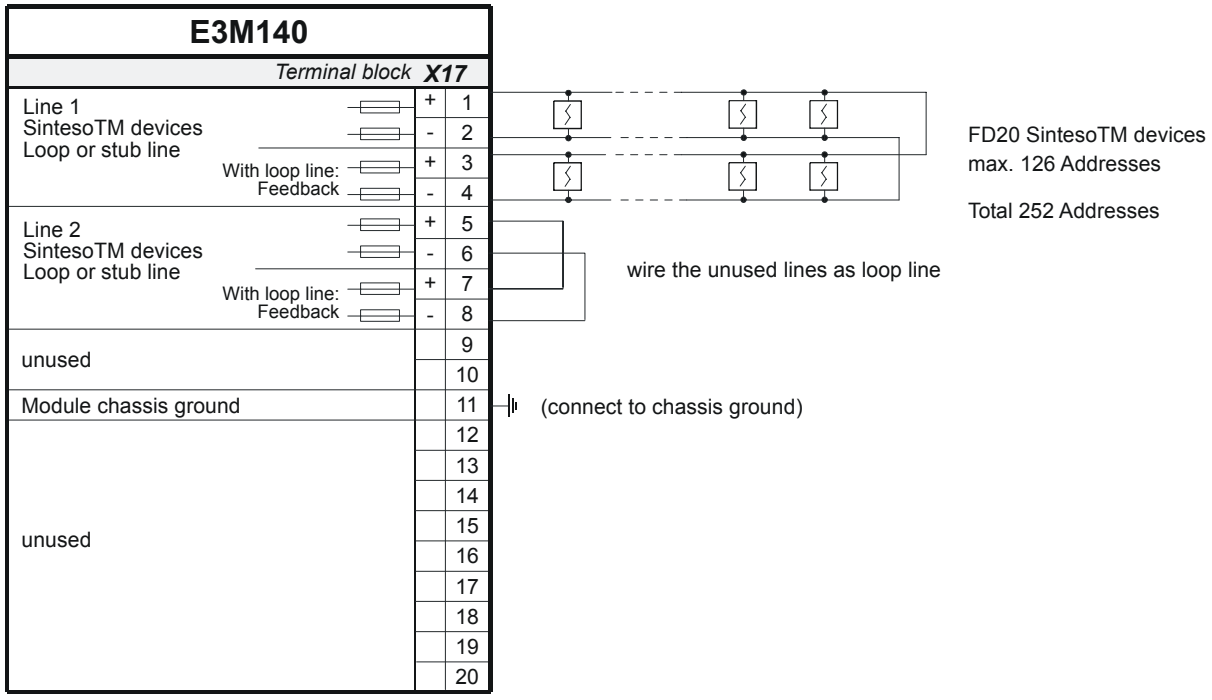 E3M140
Terminal block X17
Line 1
SintesoTM devices
Loop or stub line
With loop line:
Feedback
+ 1
- 2
+ 3
- 4
FD20 SintesoTM devices
max. 126 Addresses
Total 252 Addresses
Line 2
SintesoTM devices
Loop or stub line
With loop line:
Feedback
+ 5
- 6
+ 7
- 8
wire the unused lines as loop line
unused
9
10
Module chassis ground
11
(connect to chassis ground)
unused
12
13
14
15
16
17
18
19
20